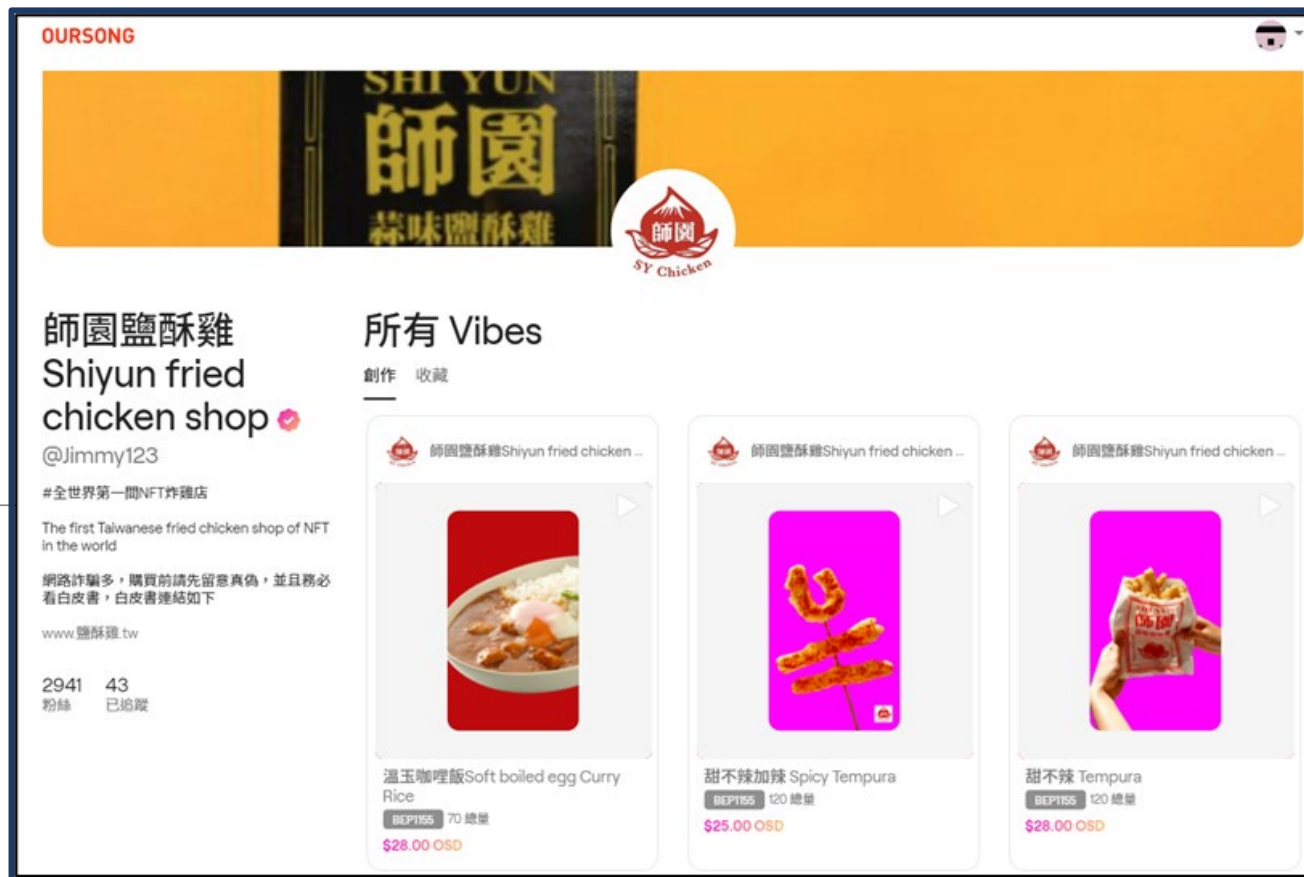 OURSONG
SHI YUN
師園
蒜味鹽酥雞
師園
SY Chicken
師園鹽酥雞
Shiyun fried
chicken shop
@Jimmy123
#全世界第一間NFT炸雞店
The first Taiwanese fried chicken shop of NFT
in the world
網路詐騙多，購買前請先留意真偽，並且務必
看白皮書，白皮書連結如下
www.鹽酥雞.tw
2941 43
粉絲 已追蹤
所有 Vibes
創作 收藏
師園鹽酥雞Shiyun fried chicken ...
溫玉咖哩飯Soft boiled egg Curry
Rice
BEP1155 70 總量
$28.00 OSD
師園鹽酥雞Shiyun fried chicken ...
甜不辣加辣 Spicy Tempura
BEP1155 120 總量
$25.00 OSD
師園鹽酥雞Shiyun fried chicken ...
SHI YUN
師園
甜不辣 Tempura
BEP1155 120 總量
$28.00 OSD